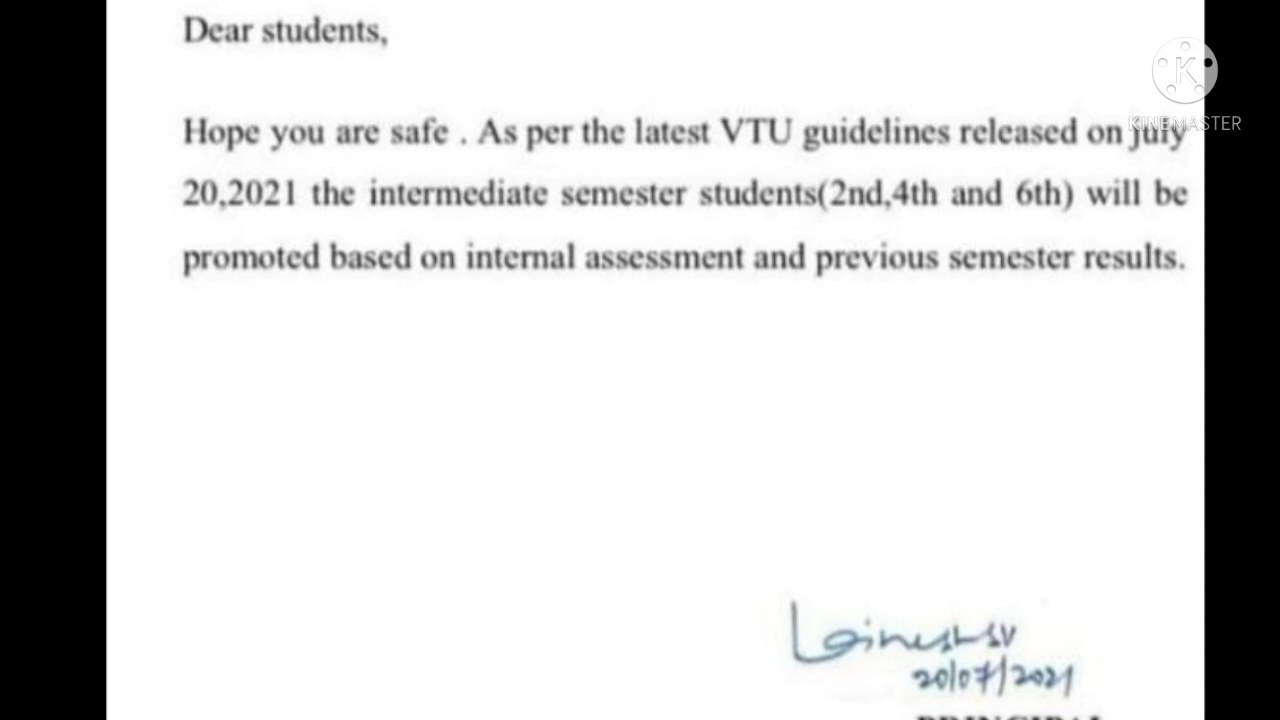 Dear students,
K
KINEMASTER
Hope you are safe . As per the latest VTU guidelines released on july
20,2021 the intermediate semester students(2nd,4th and 6th) will be
promoted based on internal assessment and previous semester results.
20/07/2021
PRINCIPAL